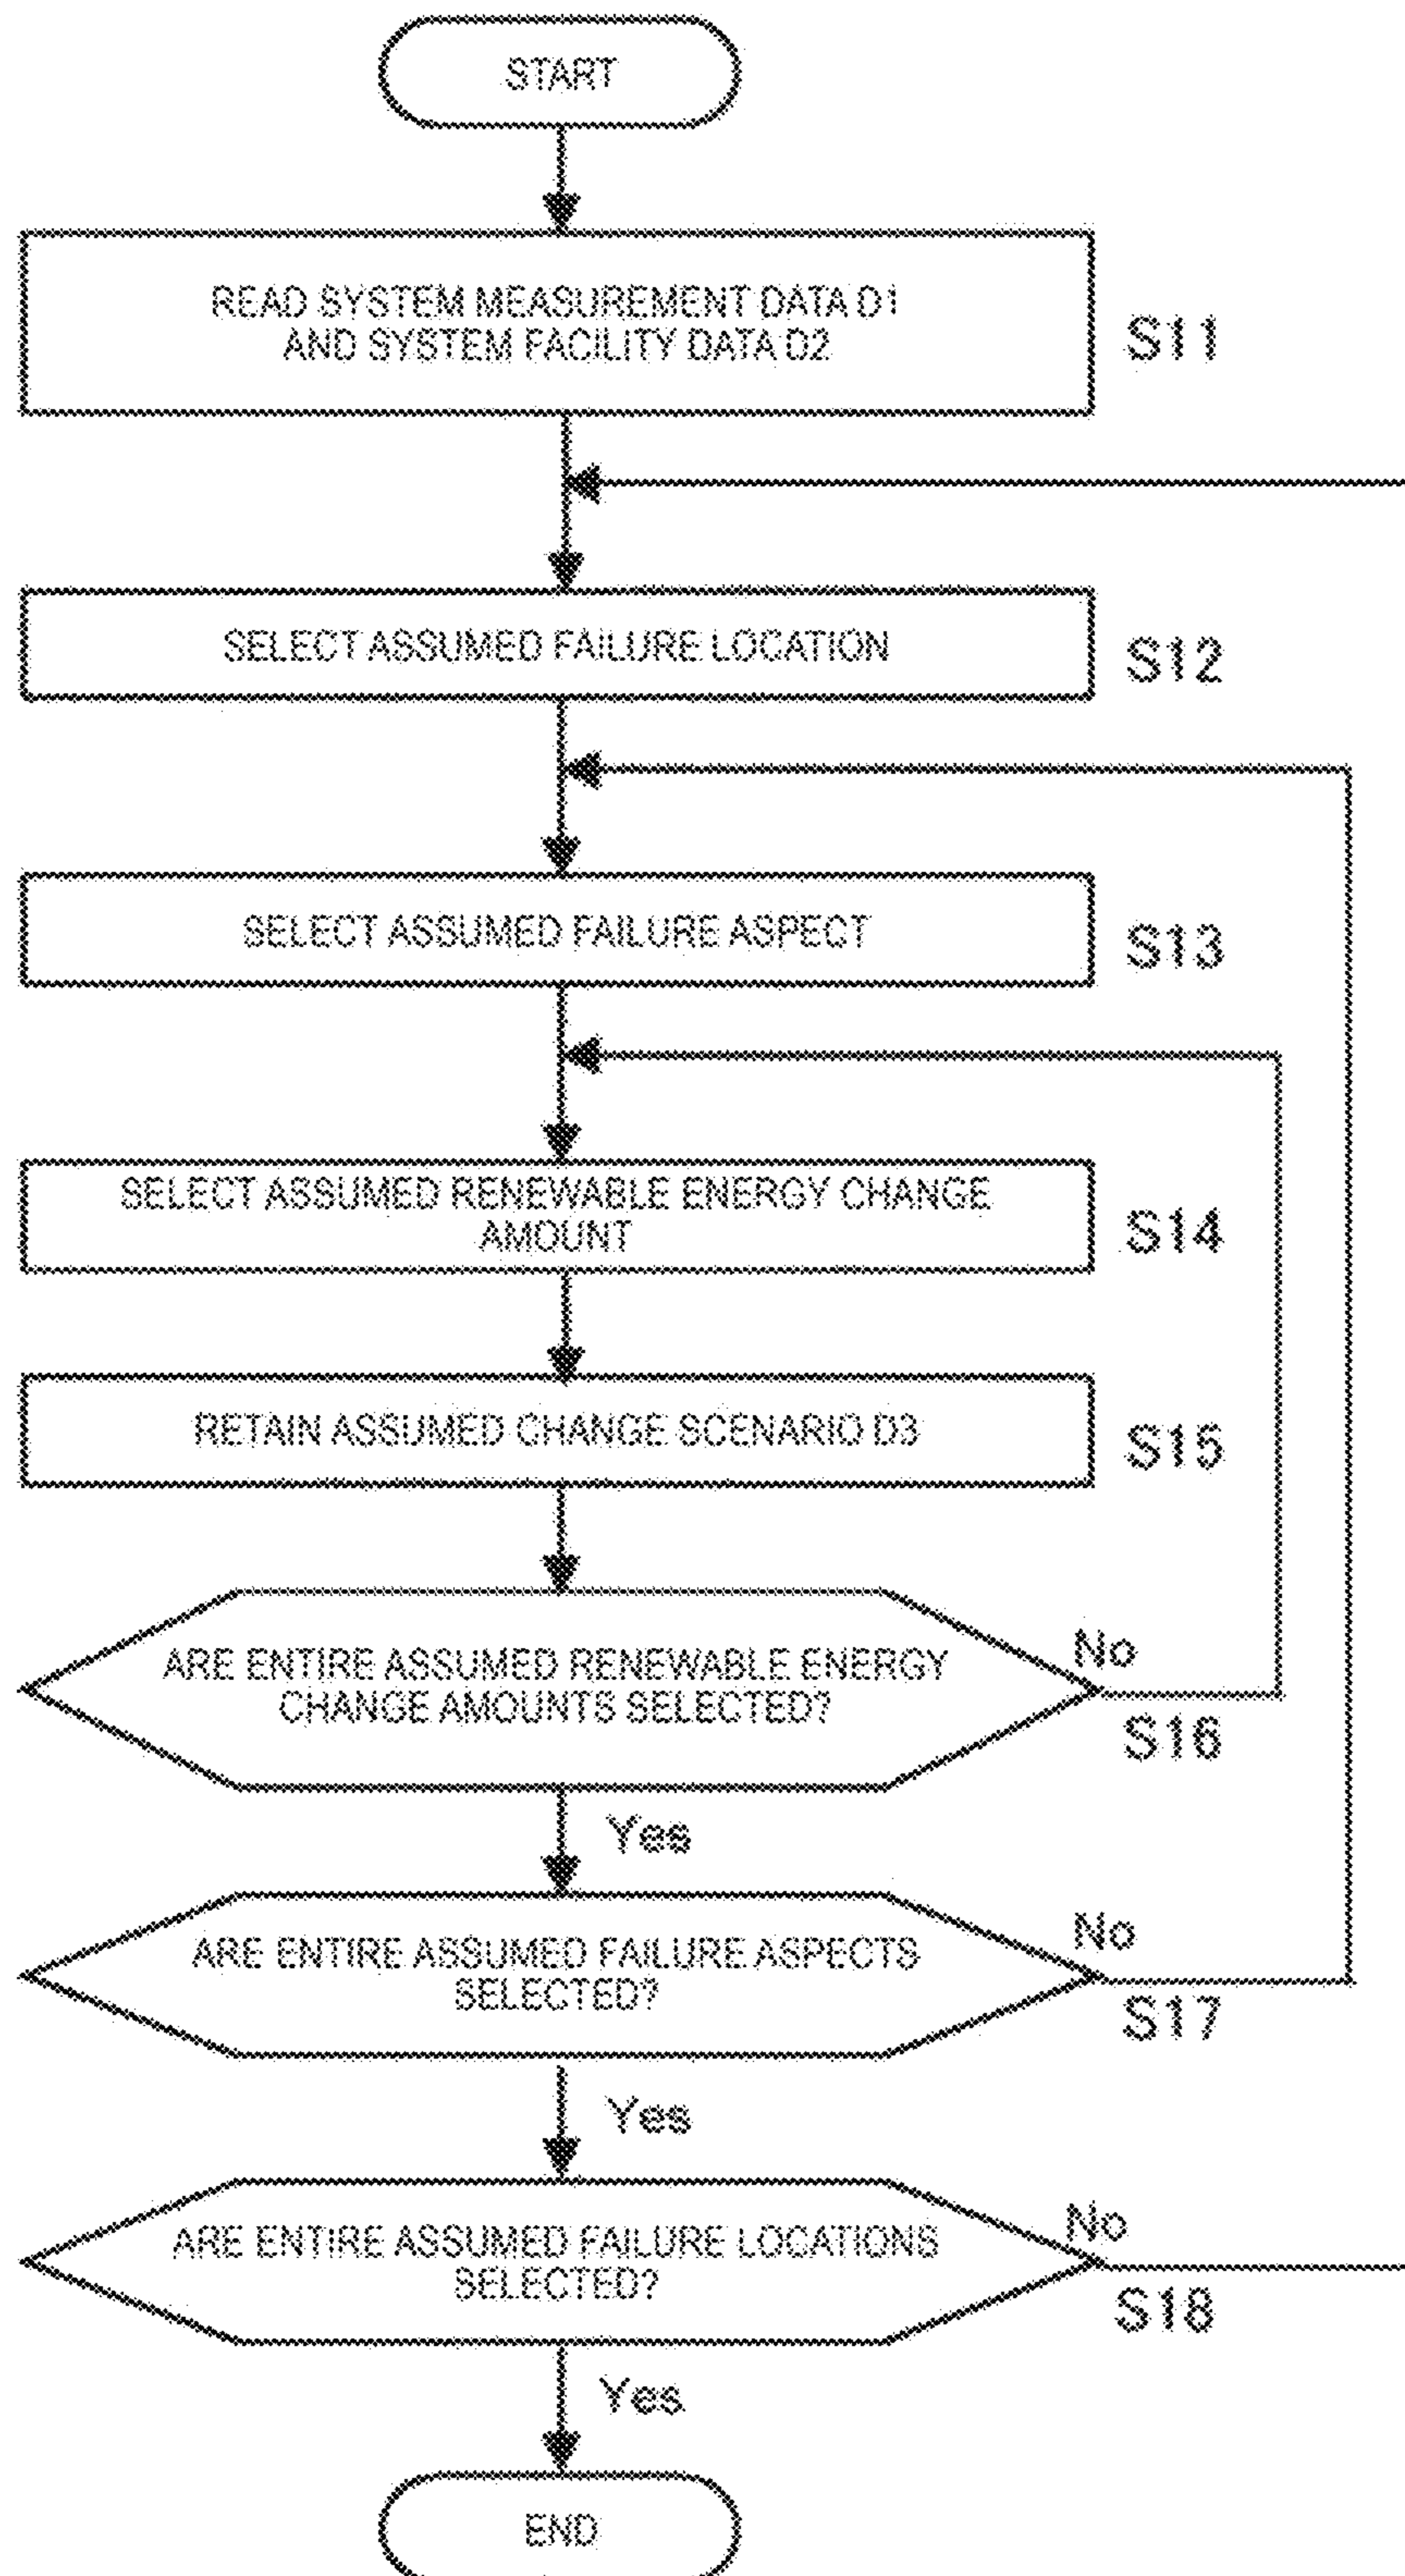 START
READ SYSTEM MEASUREMENT DATA D1
AND SYSTEM FACILITY DATA D2
S11
SELECT ASSUMED FAILURE LOCATION
S12
SELECT ASSUMED FAILURE ASPECT
S13
SELECT ASSUMED RENEWABLE ENERGY CHANGE
AMOUNT
S14
RETAIN ASSUMED CHANGE SCENARIO D3
S15
ARE ENTIRE ASSUMED RENEWABLE ENERGY
CHANGE AMOUNTS SELECTED?
No
S16
Yes
ARE ENTIRE ASSUMED FAILURE ASPECTS
SELECTED?
No
S17
Yes
ARE ENTIRE ASSUMED FAILURE LOCATIONS
SELECTED?
No
S18
Yes
END